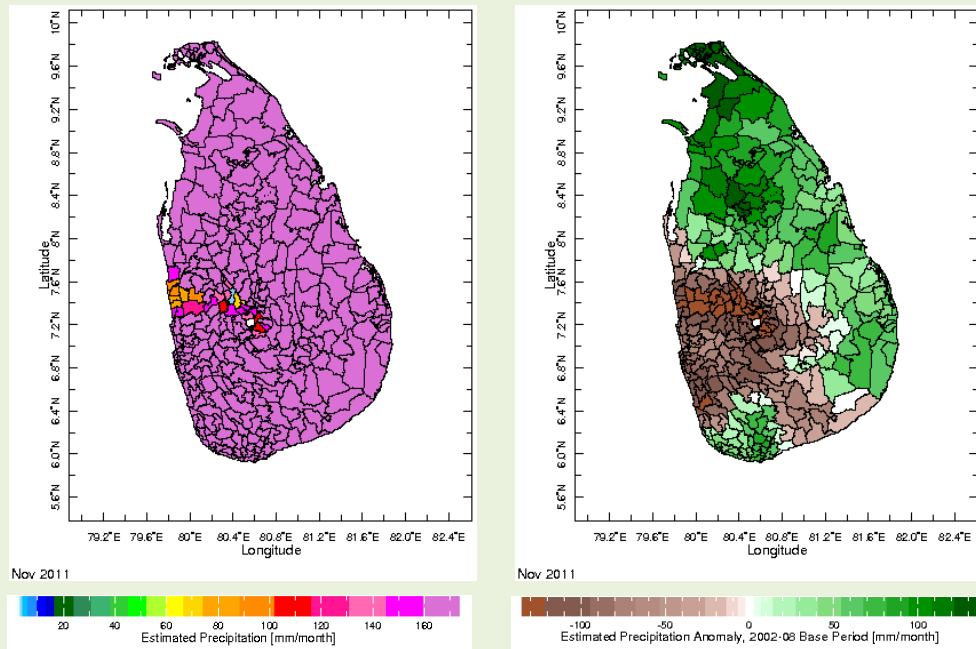 10°N
9.6°N
9.2°N
8.8°N
8.4°N
8°N
7.6°N
7.2°N
6.8°N
6.4°N
6.0°N
5.6°N
Latitude
79.2°E 79.6°E 80°E 80.4°E 80.8°E 81.2°E 81.6°E 82.0°E 82.4°E
Longitude
Nov 2011
20 40 60 80 100 120 140 160
Estimated Precipitation [mm/month]
10°N
9.6°N
9.2°N
8.8°N
8.4°N
8°N
7.6°N
7.2°N
6.8°N
6.4°N
6.0°N
5.6°N
Latitude
79.2°E 79.6°E 80°E 80.4°E 80.8°E 81.2°E 81.6°E 82.0°E 82.4°E
Longitude
Nov 2011
-100 -50 0 50 100
Estimated Precipitation Anomaly, 2002-08 Base Period [mm/month]